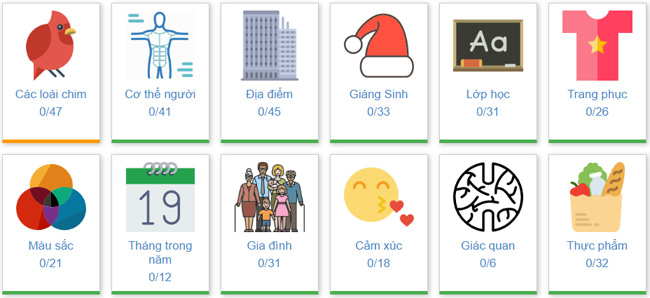 Aa
Các loài chim
0/47
Cơ thể người
0/41
Địa điểm
0/45
Giáng Sinh
0/33
Lớp học
0/31
Trang phục
0/26
Màu sắc
0/21
19
Tháng trong
năm
0/12
Gia đình
0/31
Cảm xúc
0/18
Giác quan
0/6
Thực phẩm
0/32